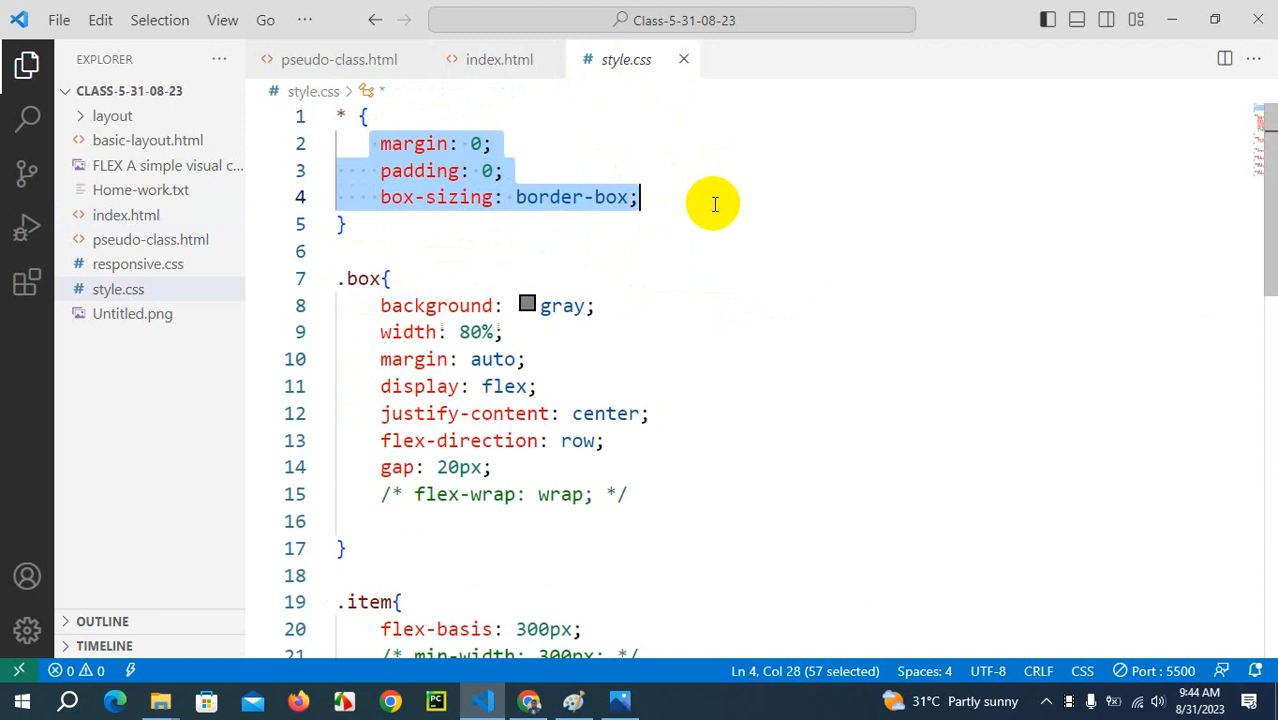 File Edit Selection View Go ··· Class-5-31-08-23
EXPLORER ···
CLASS-5-31-08-23
layout
basic-layout.html
FLEX A simple visual c...
Home-work.txt
index.html
pseudo-class.html
responsive.css
style.css
Untitled.png
OUTLINE
TIMELINE
pseudo-class.html index.html style.css
style.css > *
1 * {
2 margin: 0;
3 padding: 0;
4 box-sizing: border-box;
5 }
6
7 .box{
8 background: gray;
9 width: 80%;
10 margin: auto;
11 display: flex;
12 justify-content: center;
13 flex-direction: row;
14 gap: 20px;
15 /* flex-wrap: wrap; */
16
17 }
18
19 .item{
20 flex-basis: 300px;
21 /* min-width: 300px; */
0 0 Ln 4, Col 28 (57 selected) Spaces: 4 UTF-8 CRLF CSS Port : 5500
PC 31°C Partly sunny 9:44 AM
8/31/2023